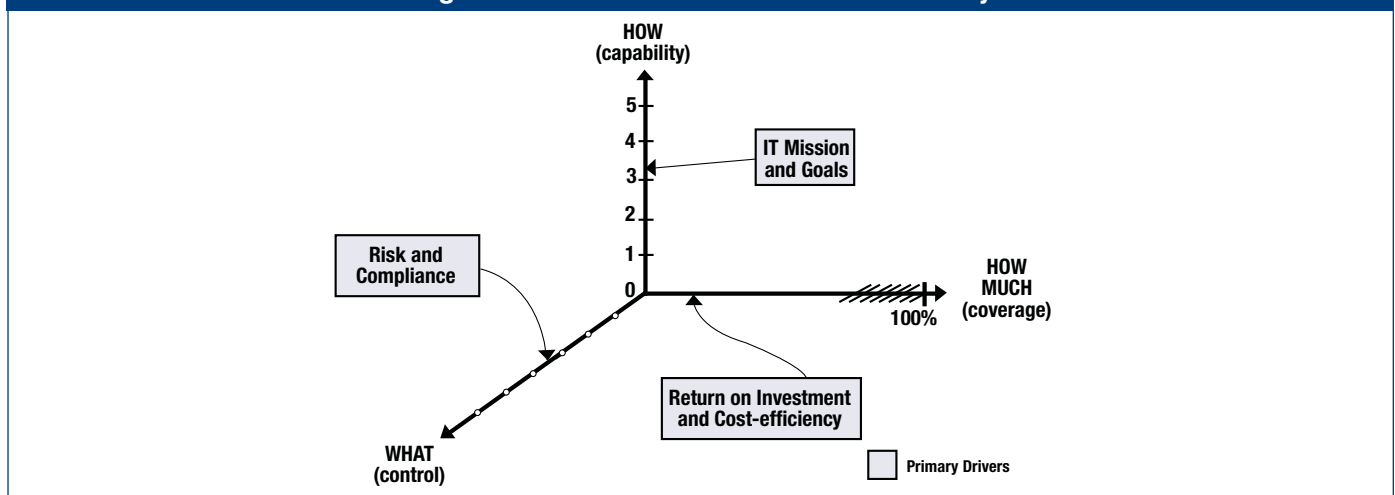 HOW
(capability)
5
4
IT Mission
and Goals
3
2
Risk and
Compliance
1
HOW
MUCH
(coverage)
0
100%
Return on Investment
and Cost-efficiency
WHAT
(control)
Primary Drivers